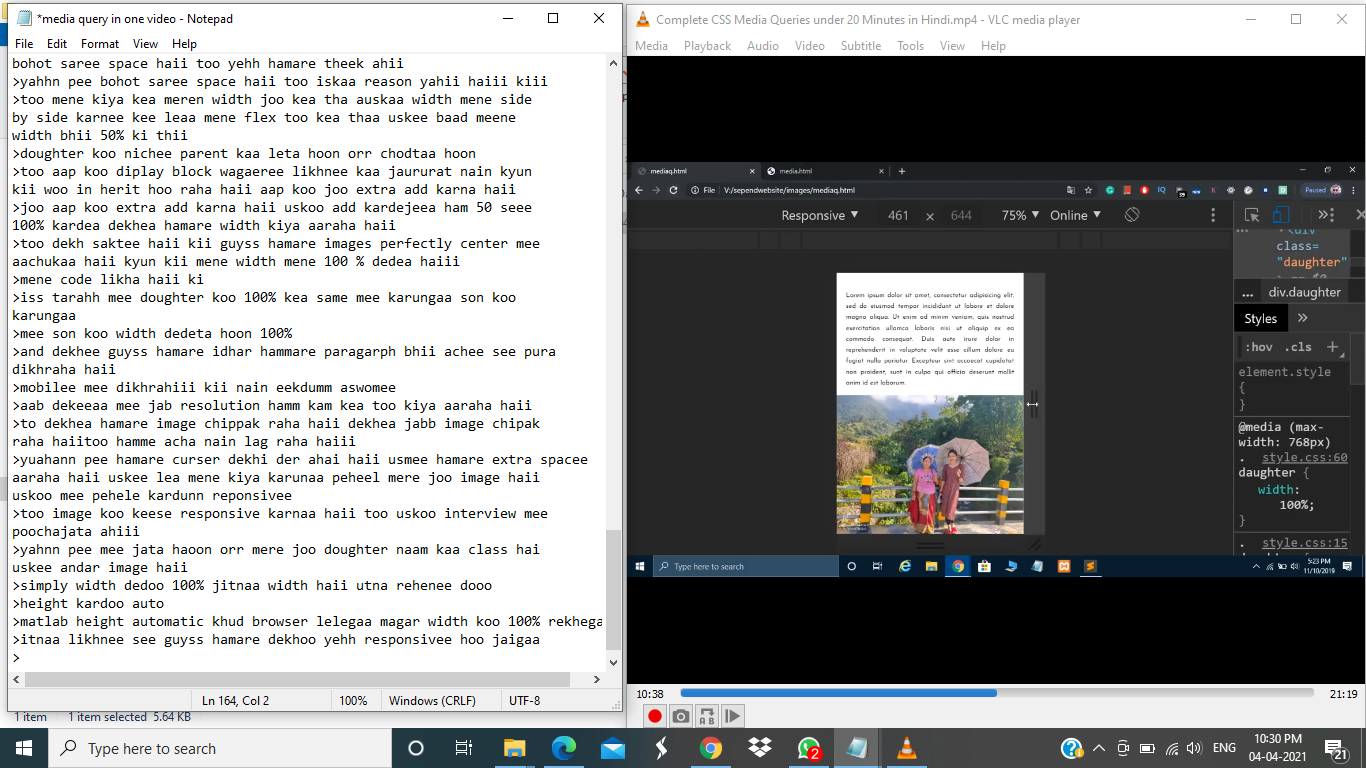 *media query in one video - Notepad
File Edit Format View Help
bohot saree space haii too yehh hamare theek ahii
>yahhn pee bohot saree space haii too iskaa reason yahii haiii kiii
>too mene kiya kea meren width joo kea tha auskaa width mene side
by side karnee kee leaa mene flex too kea thaa uskee baad meene
width bhii 50% ki thii
>doughter koo nichee parent kaa leta hoon orr chodtaa hoon
>too aap koo diplay block wagaeree likhnee kaa jaururat nain kyun
kii woo in herit hoo raha haii aap koo joo extra add karna haii
>joo aap koo extra add karna haii uskoo add kardejeea ham 50 seee
100% kardea dekhea hamare width kiya aaraha haii
>too dekh saktee haii kii guyss hamare images perfectly center mee
aachukaa haii kyun kii mene width mene 100 % dedea haiii
>mene code likha haii ki
>iss tarahh mee doughter koo 100% kea same mee karungaa son koo
karungaa
>mee son koo width dedeta hoon 100%
>and dekhee guyss hamare idhar hammare paragarph bhii achee see pura
dikhraha haii
>mobilee mee dikhrahiii kii nain eekdumm aswomee
>aab dekeeaa mee jab resolution hamm kam kea too kiya aaraha haii
>to dekhea hamare image chippak raha haii dekhea jabb image chipak
raha haiitoo hamme acha nain lag raha haiii
>yuahann pee hamare curser dekhi der ahai haii usmee hamare extra spacee
aaraha haii uskee lea mene kiya karunaa peheel mere joo image haii
uskoo mee pehele kardunn reponsivee
>too image koo keese responsive karnaa haii too uskoo interview mee
poochajata ahiii
>yahnn pee mee jata haoon orr mere joo doughter naam kaa class hai
uskee andar image haii
>simply width dedoo 100% jitnaa width haii utna rehenee dooo
>height kardoo auto
>matlab height automatic khud browser lelegaa magar width koo 100% rekhega
>itnaa likhnee see guyss hamare dekhoo yehh responsivee hoo jaigaa
>
Ln 164, Col 2 100% Windows (CRLF) UTF-8
1 item 1 item selected 5.64 KB
Complete CSS Media Queries under 20 Minutes in Hindi.mp4 - VLC media player
Media Playback Audio Video Subtitle Tools View Help
mediaq.html media.html
File V:/sependwebsite/images/mediaq.html Paused
Responsive 461 × 644 75% Online
<div
class=
"daughter"
== $0
... div.daughter
Styles
:hov .cls
element.style
{
}
@media (max-
width: 768px)
. style.css:60
daughter {
width:
100%;
}
. style.css:15
Lorem ipsum dolor sit amet, consectetur adipisicing elit,
sed do eiusmod tempor incididunt ut labore et dolore
magna aliqua. Ut enim ad minim veniam, quis nostrud
exercitation ullamco laboris nisi ut aliquip ex ea
commodo consequat. Duis aute irure dolor in
reprehenderit in voluptate velit esse cillum dolore eu
fugiat nulla pariatur. Excepteur sint occaecat cupidatat
non proident, sunt in culpa qui officia deserunt mollit
anim id est laborum.
Type here to search
5:23 PM
11/10/2019
10:38 21:19
Type here to search
2
ENG
10:30 PM
04-04-2021
21